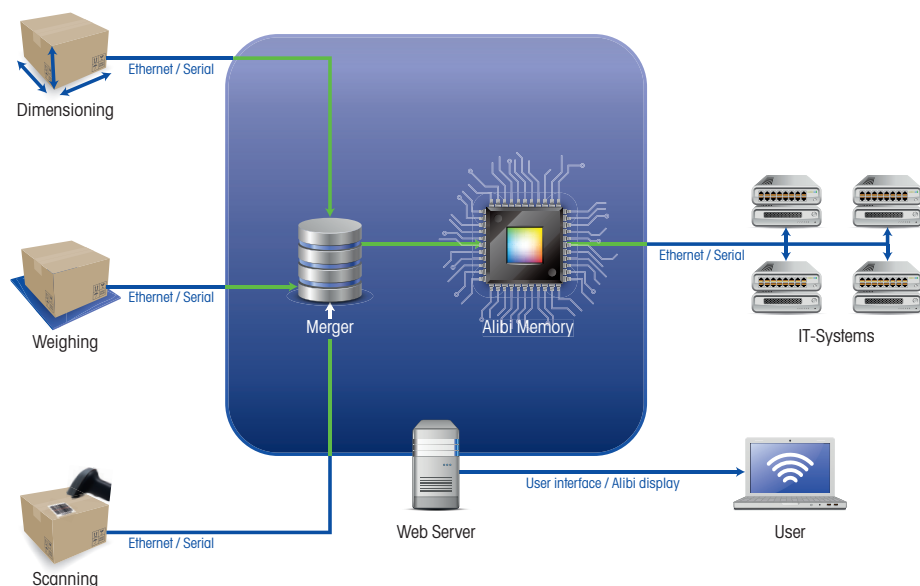 Ethernet / Serial
Dimensioning
Ethernet / Serial
Weighing
Merger
Alibi Memory
Ethernet / Serial
IT-Systems
User interface / Alibi display
Web Server
User
Ethernet / Serial
Scanning